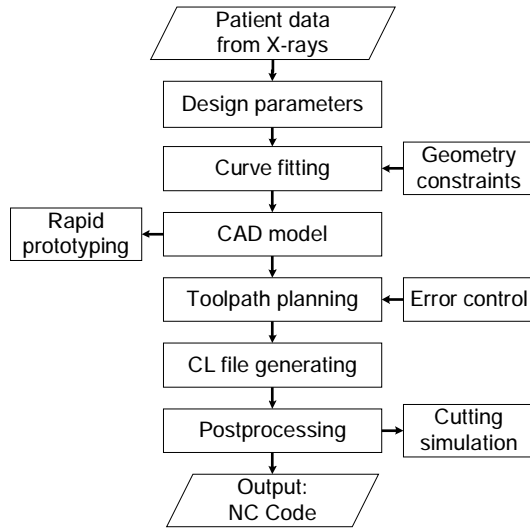 Patient data
from X-rays
Design parameters
Curve fitting
Geometry
constraints
Rapid
prototyping
CAD model
Toolpath planning
Error control
CL file generating
Postprocessing
Cutting
simulation
Output:
NC Code